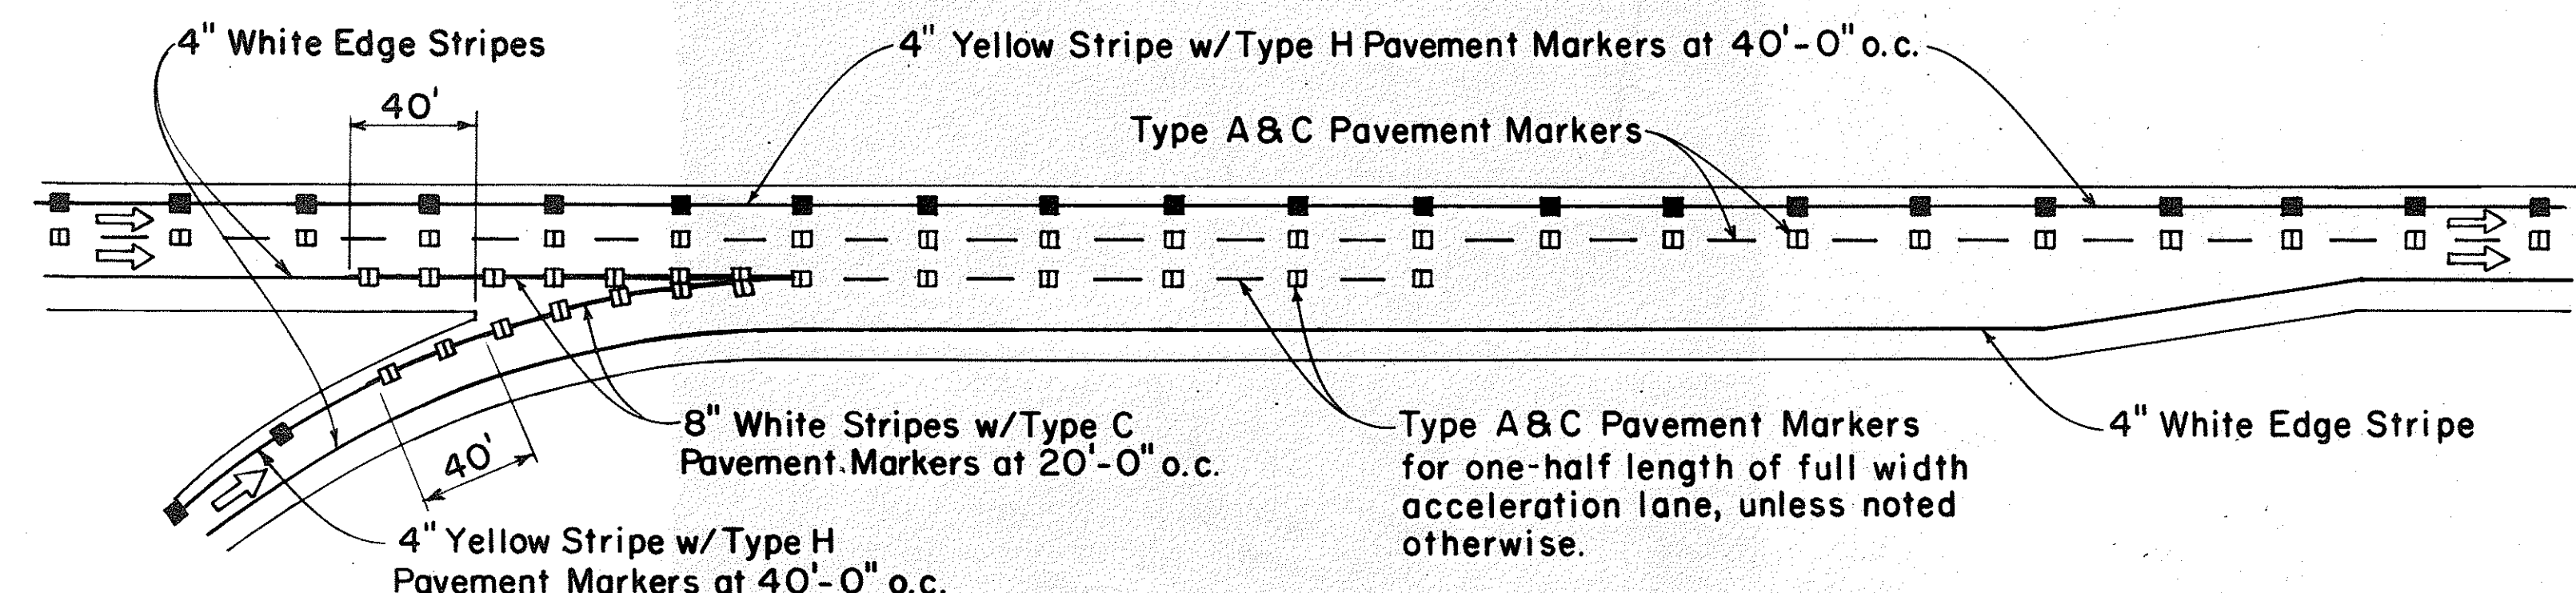 4" White Edge Stripes
4" Yellow Stripe w/Type H Pavement Markers at 40'-0" o.c.
40'
Type A & C Pavement Markers
8" White Stripes w/Type C
Pavement Markers at 20'-0" o.c.
40'
Type A & C Pavement Markers
for one-half length of full width
acceleration lane, unless noted
otherwise.
4" White Edge Stripe
4" Yellow Stripe w/Type H
Pavement Markers at 40'-0" o.c.